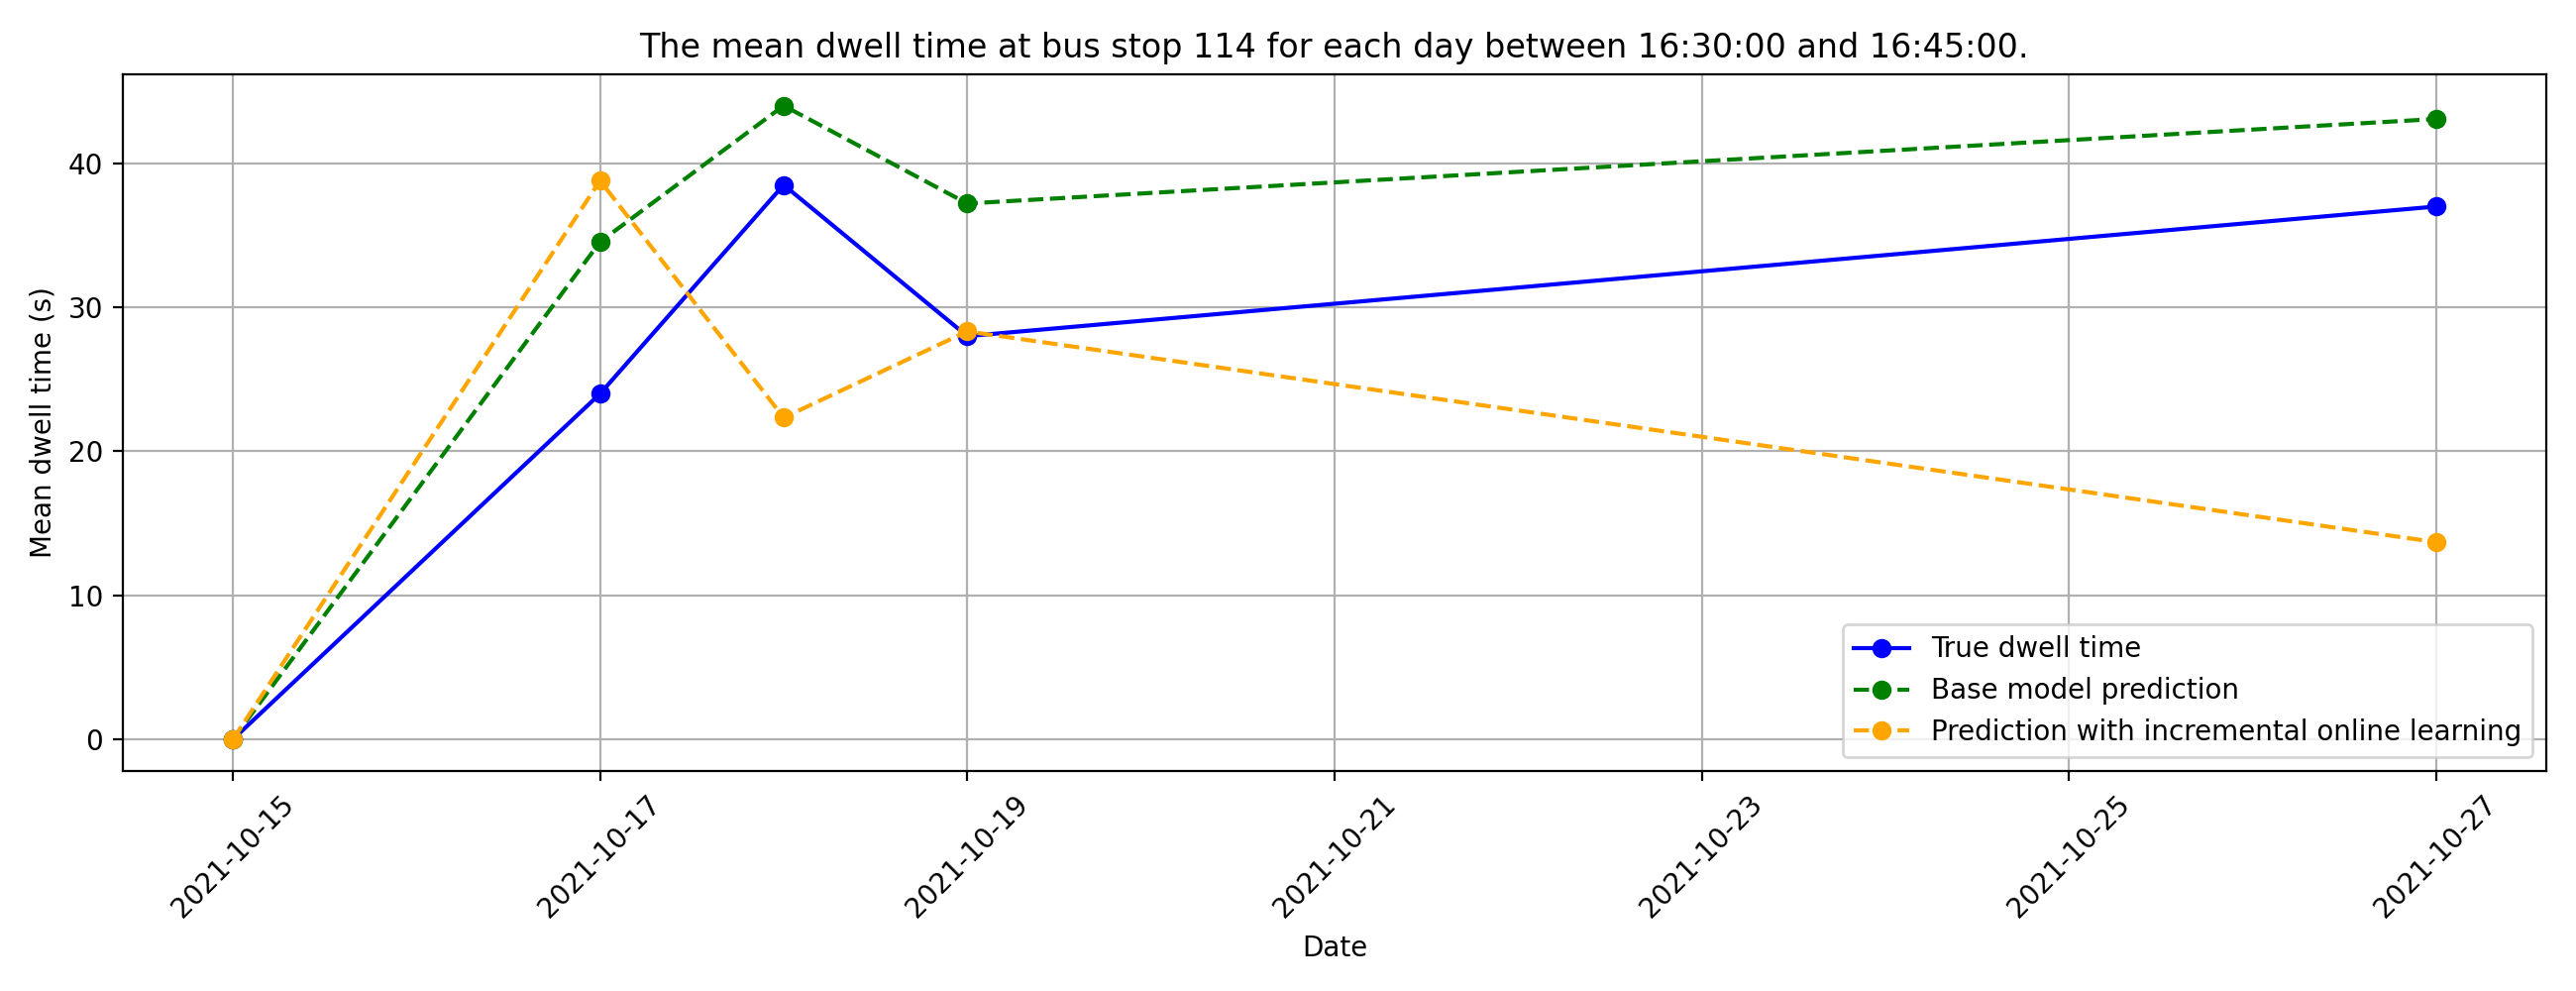 The mean dwell time at bus stop 114 for each day between 16:30:00 and 16:45:00.
Mean dwell time (s)
40
30
20
10
0
True dwell time
Base model prediction
Prediction with incremental online learning
2021-10-15
2021-10-17
2021-10-19
2021-10-21
2021-10-23
2021-10-25
2021-10-27
Date